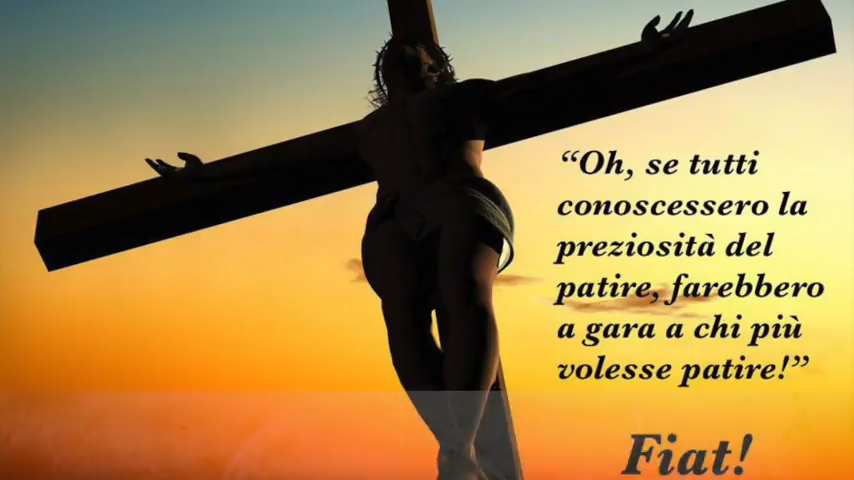 “Oh, se tutti
conoscessero la
preziosità del
patire, farebbero
a gara a chi più
volesse patire!”
Fiat!